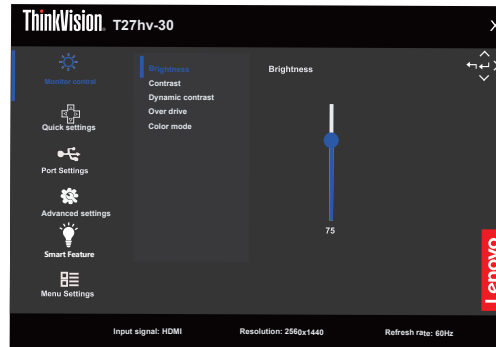 ThinkVision. T27hv-30
Monitor control
Quick settings
Port Settings
Advanced settings
Smart Feature
Menu Settings
Brightness
Contrast
Dynamic contrast
Over drive
Color mode
Brightness
75
Lenovo
Input signal: HDMI Resolution: 2560x1440 Refresh rate: 60Hz